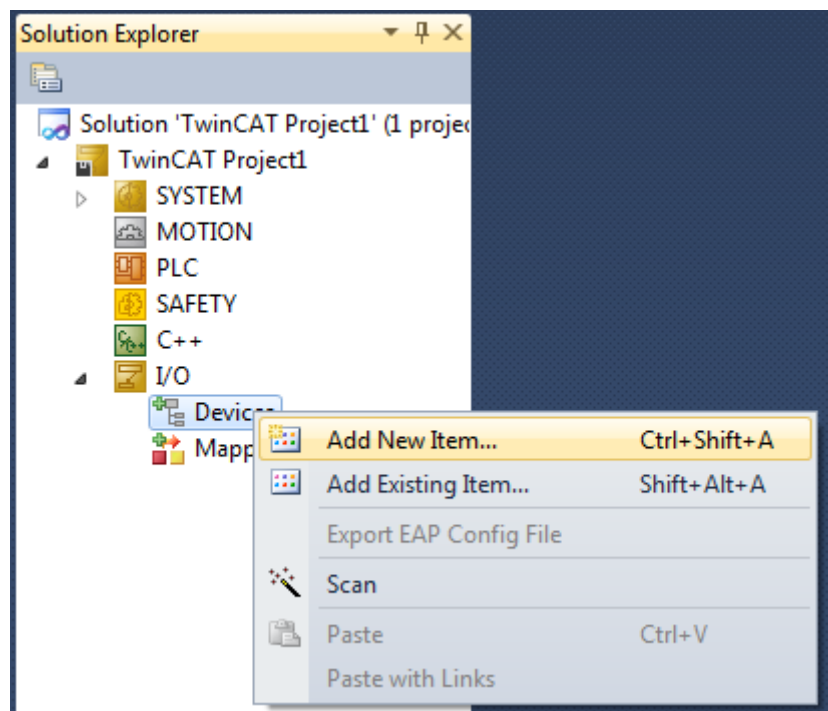 Solution Explorer
Solution 'TwinCAT Project1' (1 projec
TwinCAT Project1
SYSTEM
MOTION
PLC
SAFETY
C++
I/O
Devices
Mapp
Add New Item... Ctrl+Shift+A
Add Existing Item... Shift+Alt+A
Export EAP Config File
Scan
Paste Ctrl+V
Paste with Links